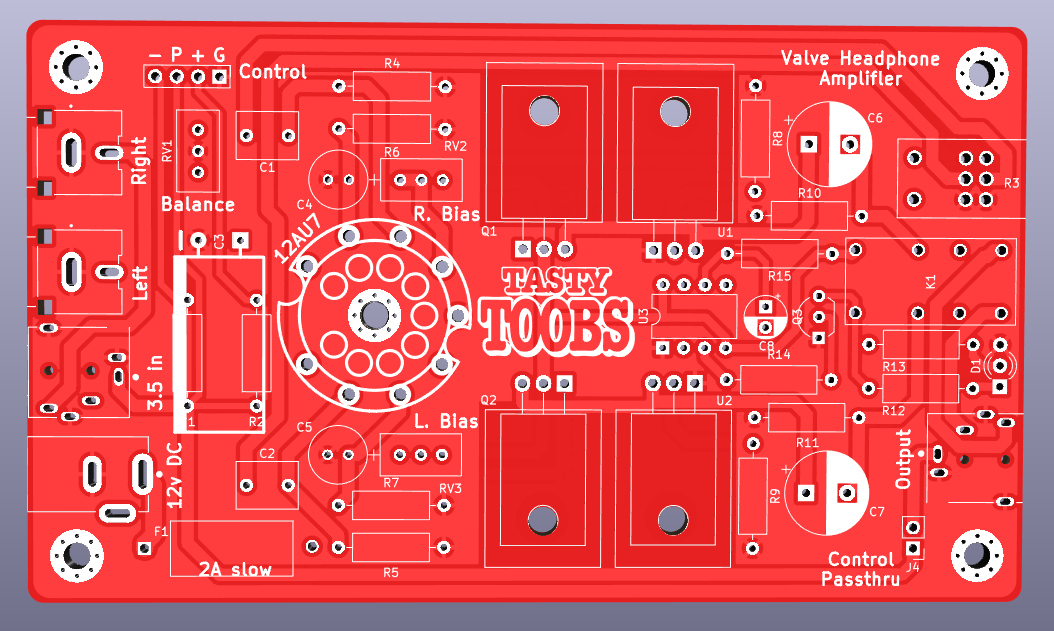 - P + G
Control
R4
Valve Headphone
Amplifler
C1
RV1
Right
RV2
R6
C4
R. Bias
Balance
C3
12AU7
Q1
U1
R8
C6
R10
R3
R15
K1
Left
TASTY
TOOBS
U3
C8
Q3
R14
R13
D1
R12
3.5 in
R2
Q2
U2
C5
L. Bias
R11
Output
12v DC
C2
R7
RV3
R9
C7
F1
2A slow
R5
Control
Passthru
J4